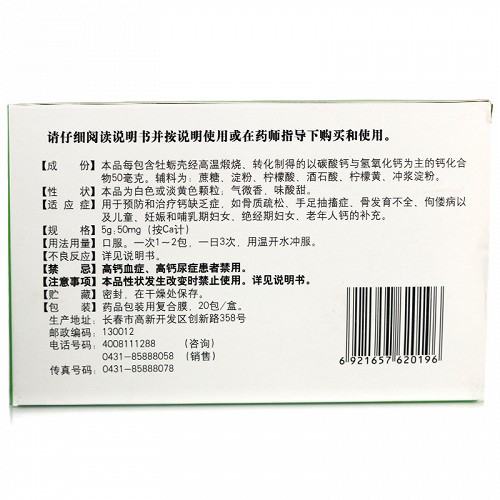 请仔细阅读说明书并按说明使用或在药师指导下购买和使用。
【成　份】本品每包含牡蛎壳经高温煅烧、转化制得的以碳酸钙与氢氧化钙为主的钙化合
物50毫克。辅料为：蔗糖、淀粉、柠檬酸、酒石酸、柠檬黄、冲浆淀粉。
【性　状】本品为白色或淡黄色颗粒；气微香，味酸甜。
【适 应 症】用于预防和治疗钙缺乏症，如骨质疏松、手足抽搐症、骨发育不全、佝偻病以
及儿童、妊娠和哺乳期妇女、绝经期妇女、老年人钙的补充。
【规　格】5g:50mg（按Ca计）
【用法用量】口服。一次1~2包，一日3次，用温开水冲服。
【不良反应】详见说明书。
【禁　忌】高钙血症、高钙尿症患者禁用。
【注意事项】本品性状发生改变时禁止使用。详见说明书。
【贮　藏】密封，在干燥处保存。
【包　装】药品包装用复合膜，20包/盒。
生产地址：长春市高新开发区创新路358号
邮政编码：130012
电话号码：4008111288　（咨询）
0431-85888058　（销售）
传真号码：0431-85888078
6 921657 620196